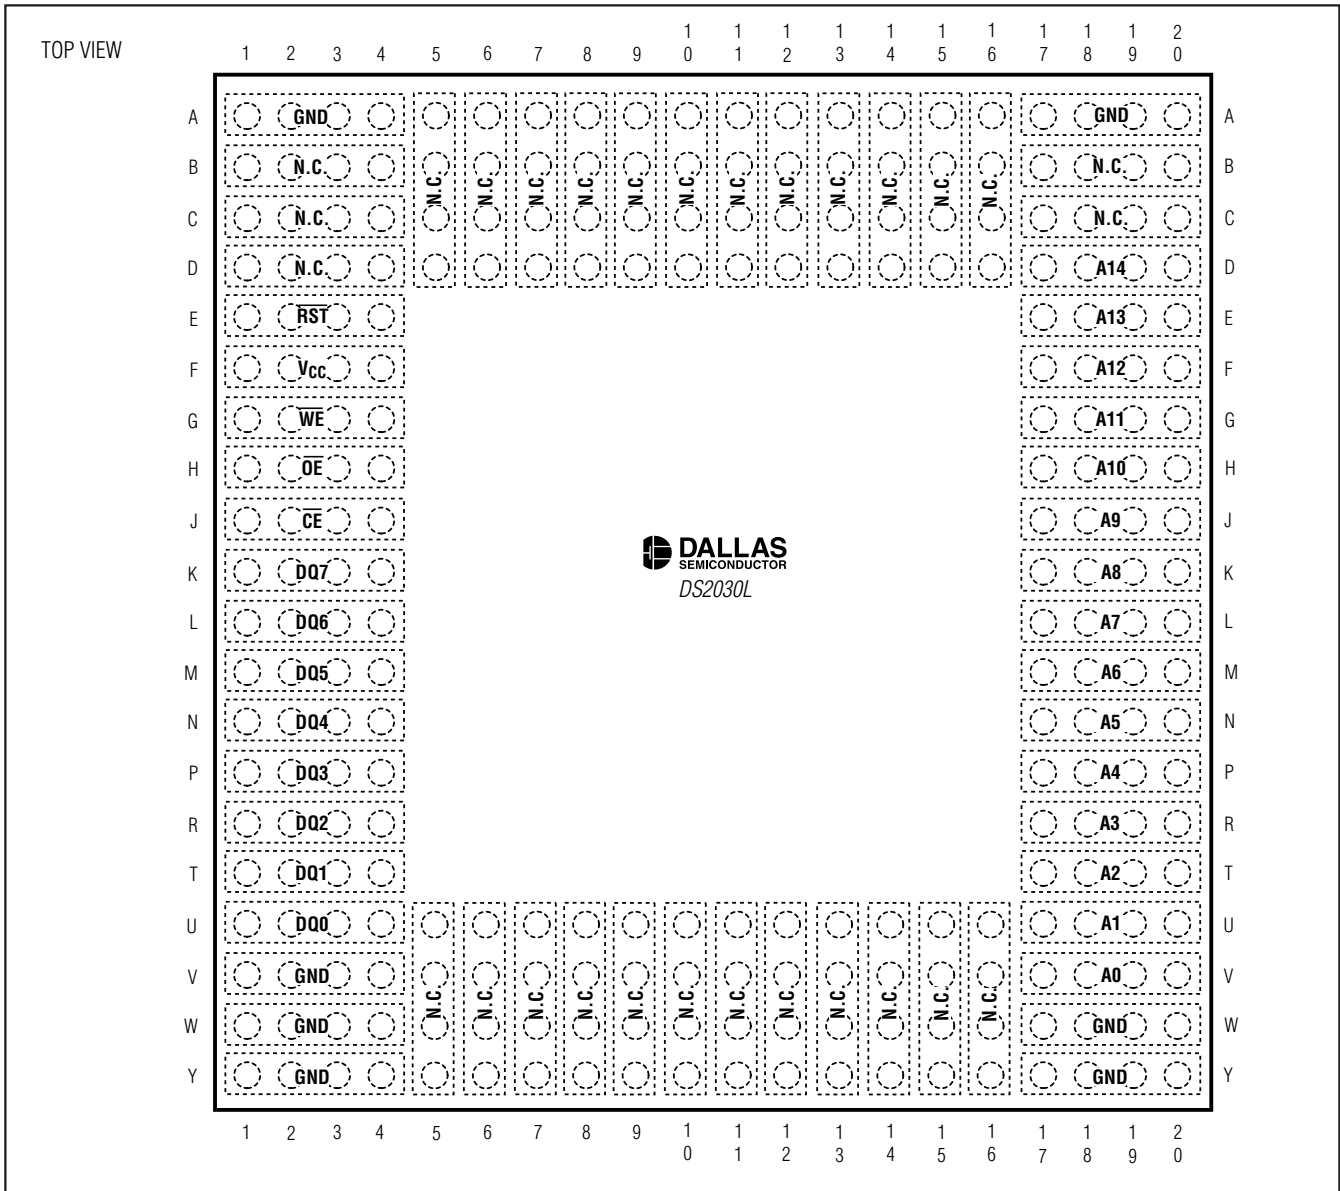 TOP VIEW
1 2 3 4 5 6 7 8 9 10 11 12 13 14 15 16 17 18 19 20
A GND GND A
B N.C. N.C. N.C. N.C. N.C. N.C. N.C. N.C. N.C. N.C. N.C. N.C. N.C. N.C. B
C N.C. N.C. C
D N.C. A14 D
E R̅S̅T̅ A13 E
F VCC A12 F
G W̅E̅ A11 G
H O̅E̅ A10 H
J C̅E̅ A9 J
DALLAS
SEMICONDUCTOR
DS2030L
K DQ7 A8 K
L DQ6 A7 L
M DQ5 A6 M
N DQ4 A5 N
P DQ3 A4 P
R DQ2 A3 R
T DQ1 A2 T
U DQ0 A1 U
V GND A0 V
N.C. N.C. N.C. N.C. N.C. N.C. N.C. N.C. N.C. N.C. N.C. N.C.
W GND GND W
Y GND GND Y
1 2 3 4 5 6 7 8 9 10 11 12 13 14 15 16 17 18 19 20